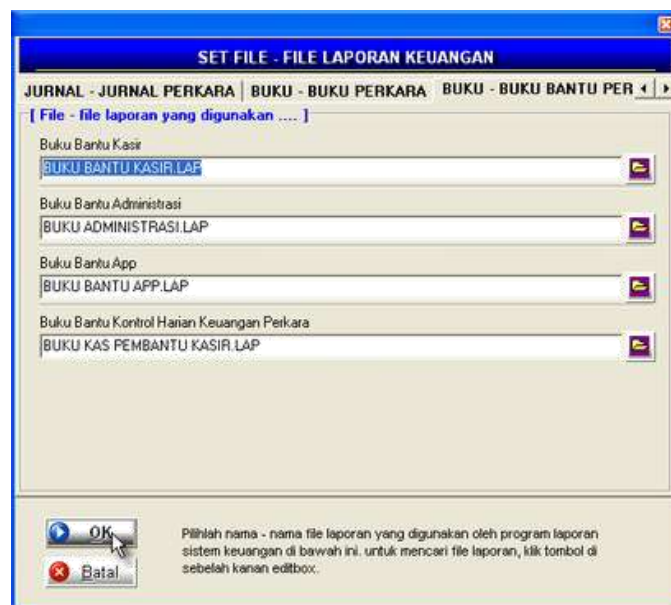 SET FILE - FILE LAPORAN KEUANGAN
JURNAL - JURNAL PERKARA | BUKU - BUKU PERKARA BUKU - BUKU BANTU PER
[ File - file laporan yang digunakan .... ]
Buku Bantu Kasir
BUKU BANTU KASIR.LAP
Buku Bantu Administrasi
BUKU ADMINISTRASI.LAP
Buku Bantu App
BUKU BANTU APP.LAP
Buku Bantu Kontrol Harian Keuangan Perkara
BUKU KAS PEMBANTU KASIR.LAP
OK
Batal
Pilihlah nama - nama file laporan yang digunakan oleh program laporan
sistem keuangan di bawah ini. untuk mencari file laporan, klik tombol di
sebelah kanan editbox.